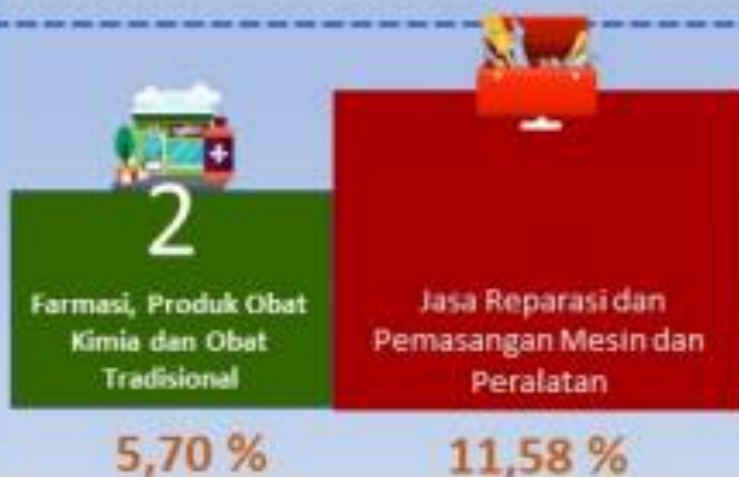 2
Farmasi, Produk Obat
Kimia dan Obat
Tradisional
5,70 %
Jasa Reparasi dan
Pemasangan Mesin dan
Peralatan
11,58 %